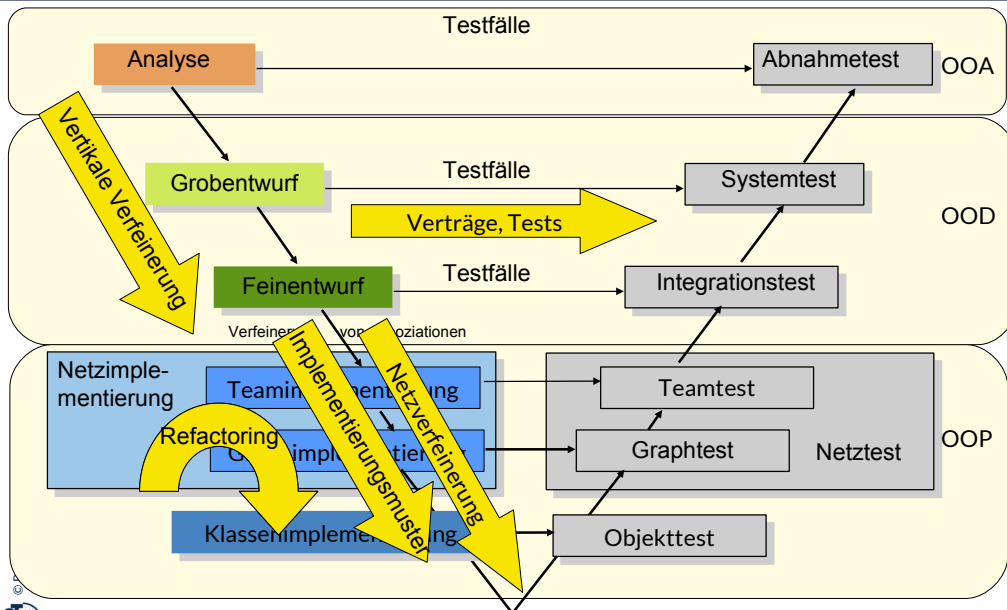 Testfälle
Analyse
Abnahmetest
OOA
Vertikale Verfeinerung
Grobentwurf
Testfälle
Systemtest
OOD
Verträge, Tests
Feinentwurf
Testfälle
Integrationstest
Implementierungsmuster
Netzverfeinerung
Netzimple-
mentierung
Teamtest
Refactoring
Graphtest
Netztest
OOP
Objekttest
©